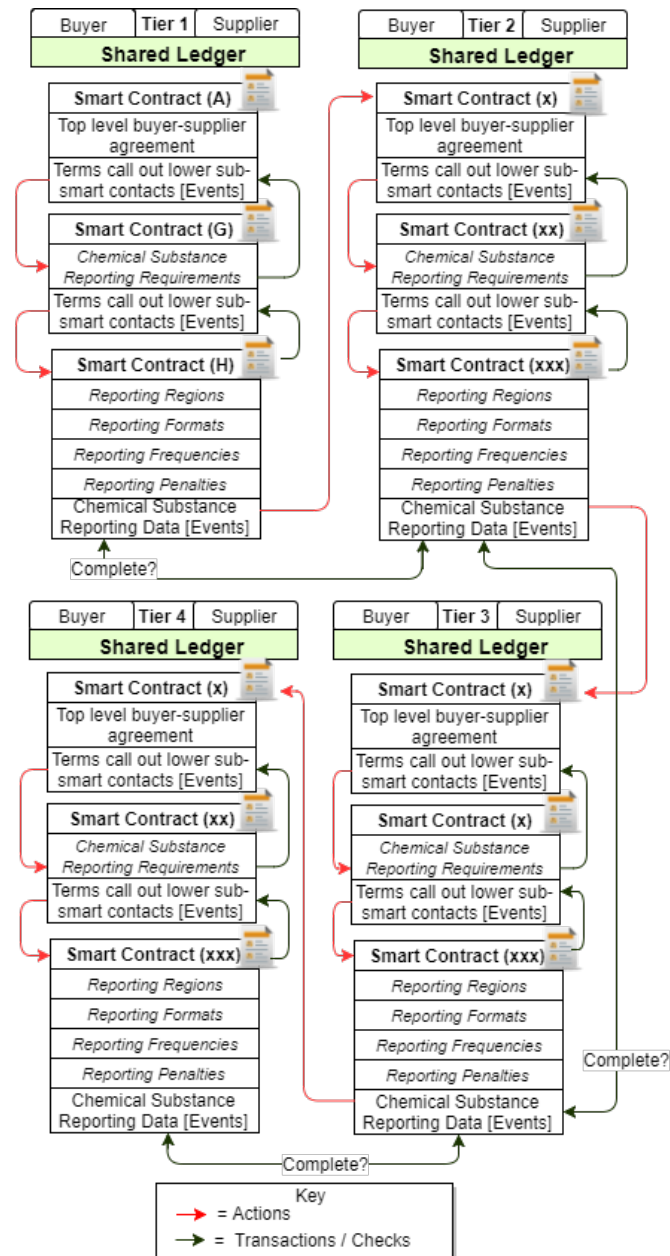 Buyer Tier 1 Supplier
Shared Ledger
Smart Contract (A)
Top level buyer-supplier
agreement
Terms call out lower sub-
smart contacts [Events]
Smart Contract (G)
Chemical Substance
Reporting Requirements
Terms call out lower sub-
smart contacts [Events]
Smart Contract (H)
Reporting Regions
Reporting Formats
Reporting Frequencies
Reporting Penalties
Chemical Substance
Reporting Data [Events]
Complete?
Buyer Tier 2 Supplier
Shared Ledger
Smart Contract (x)
Top level buyer-supplier
agreement
Terms call out lower sub-
smart contacts [Events]
Smart Contract (xx)
Chemical Substance
Reporting Requirements
Terms call out lower sub-
smart contacts [Events]
Smart Contract (xxx)
Reporting Regions
Reporting Formats
Reporting Frequencies
Reporting Penalties
Chemical Substance
Reporting Data [Events]
Buyer Tier 4 Supplier
Shared Ledger
Smart Contract (x)
Top level buyer-supplier
agreement
Terms call out lower sub-
smart contacts [Events]
Smart Contract (xx)
Chemical Substance
Reporting Requirements
Terms call out lower sub-
smart contacts [Events]
Smart Contract (xxx)
Reporting Regions
Reporting Formats
Reporting Frequencies
Reporting Penalties
Chemical Substance
Reporting Data [Events]
Buyer Tier 3 Supplier
Shared Ledger
Smart Contract (x)
Top level buyer-supplier
agreement
Terms call out lower sub-
smart contacts [Events]
Smart Contract (x)
Chemical Substance
Reporting Requirements
Terms call out lower sub-
smart contacts [Events]
Smart Contract (xxx)
Reporting Regions
Reporting Formats
Reporting Frequencies
Reporting Penalties
Chemical Substance
Reporting Data [Events]
Complete?
Complete?
Key
= Actions
= Transactions / Checks